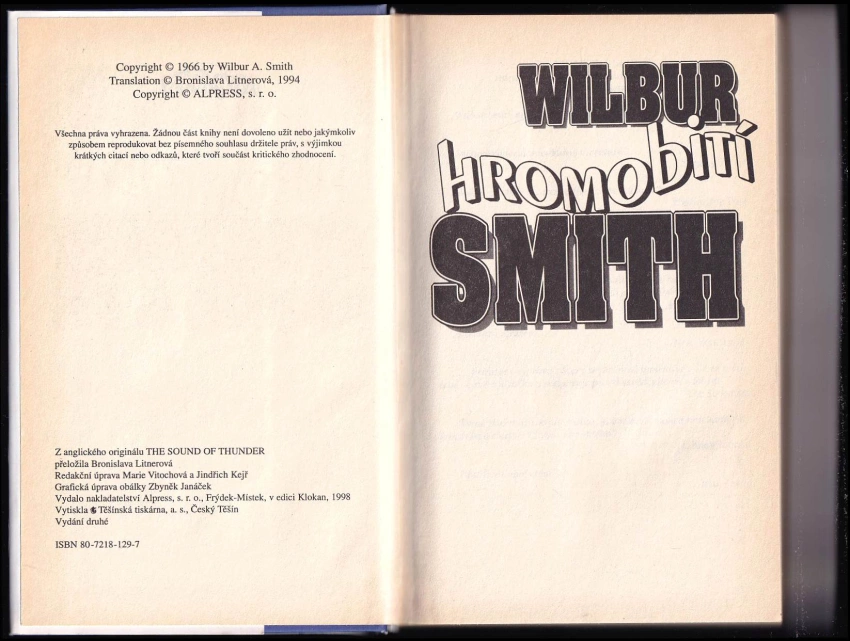 Copyright © 1966 by Wilbur A. Smith
Translation © Bronislava Litnerová, 1994
Copyright © ALPRESS, s. r. o.
Všechna práva vyhrazena. Žádnou část knihy není dovoleno užít nebo jakýmkoliv
způsobem reprodukovat bez písemného souhlasu držitele práv, s výjimkou
krátkých citací nebo odkazů, které tvoří součást kritického zhodnocení.
Z anglického originálu THE SOUND OF THUNDER
přeložila Bronislava Litnerová
Redakční úprava Marie Vitochová a Jindřich Kejř
Grafická úprava obálky Zbyněk Janáček
Vydalo nakladatelství Alpress, s. r. o., Frýdek-Místek, v edici Klokan, 1998
Vytiskla Těšínská tiskárna, a. s., Český Těšín
Vydání druhé
ISBN 80-7218-129-7
WILBUR
HROMOBITÍ
SMITH